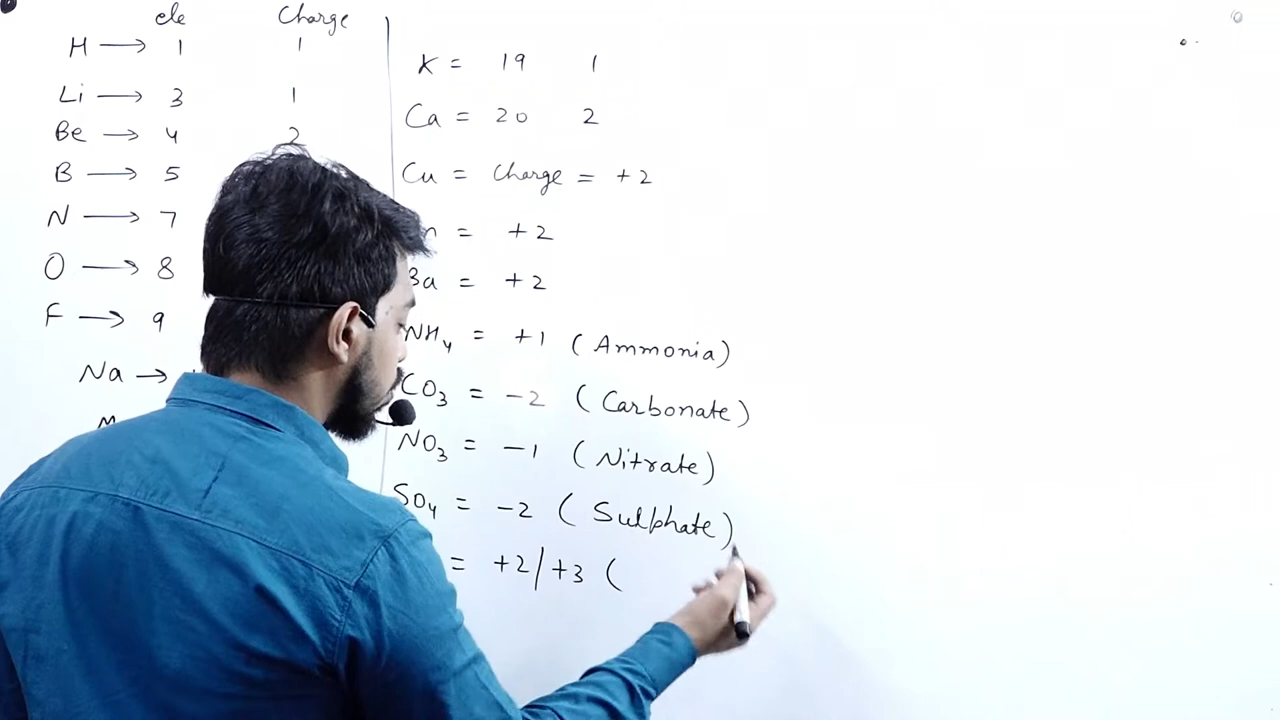 ele Charge
H → 1 1
Li → 3 1
Be → 4 2
B → 5
N → 7
O → 8
F → 9
Na →
K = 19 1
Ca = 20 2
Cu = Charge = +2
n = +2
Ba = +2
NH4 = +1 (Ammonia)
CO3 = -2 (Carbonate)
NO3 = -1 (Nitrate)
SO4 = -2 (Sulphate)
= +2/+3 (